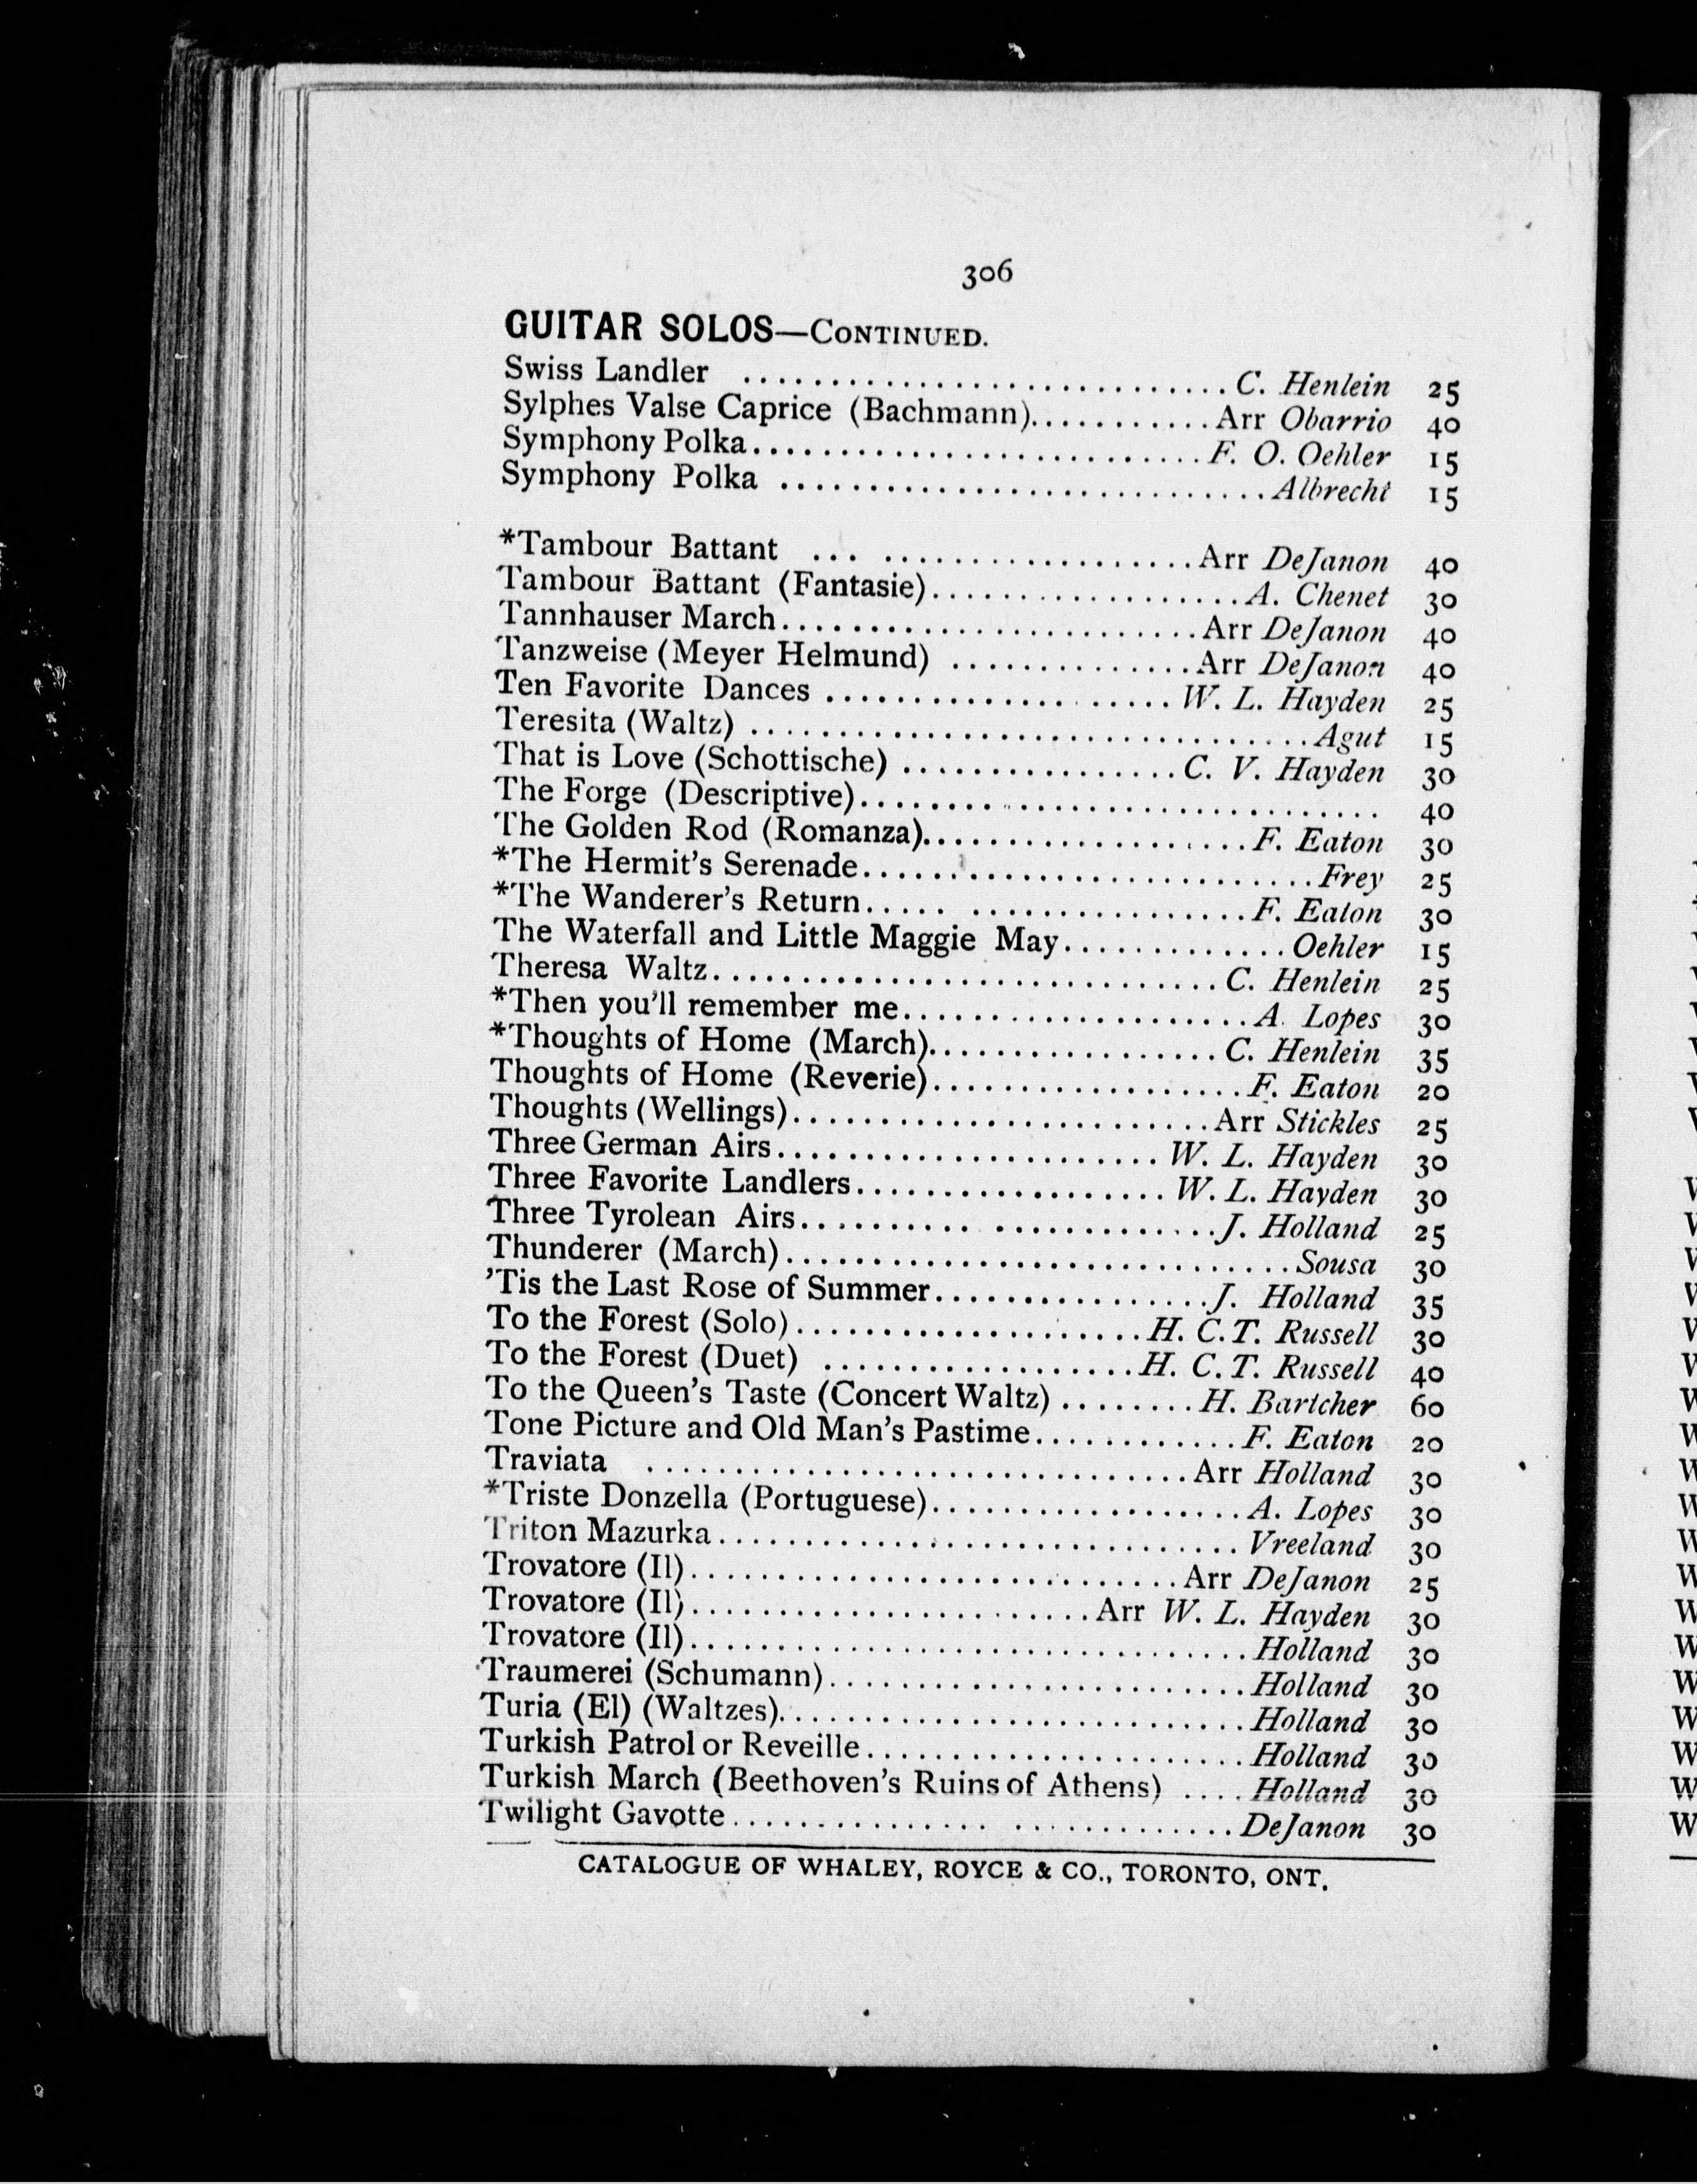 306
GUITAR SOLOS—CONTINUED.
Swiss Landler ............................ C. Henlein 25
Sylphes Valse Caprice (Bachmann)........... Arr Obarrio 40
Symphony Polka.......................... F. O. Oehler 15
Symphony Polka ............................ Albrecht 15
*Tambour Battant ... .................. Arr DeJanon 40
Tambour Battant (Fantasie).................. A. Chenet 30
Tannhauser March........................ Arr DeJanon 40
Tanzweise (Meyer Helmund) .............. Arr DeJanon 40
Ten Favorite Dances .................... W. L. Hayden 25
Teresita (Waltz) ................................ Agut 15
That is Love (Schottische) ................ C. V. Hayden 30
The Forge (Descriptive).............................. 40
The Golden Rod (Romanza)................... F. Eaton 30
*The Hermit's Serenade.......................... Frey 25
*The Wanderer's Return..... ................ F. Eaton 30
The Waterfall and Little Maggie May............. Oehler 15
Theresa Waltz............................. C. Henlein 25
*Then you'll remember me.................... A. Lopes 30
*Thoughts of Home (March)................. C. Henlein 35
Thoughts of Home (Reverie).................. F. Eaton 20
Thoughts (Wellings)........................ Arr Stickles 25
Three German Airs...................... W. L. Hayden 30
Three Favorite Landlers.................. W. L. Hayden 30
Three Tyrolean Airs.......... ............. J. Holland 25
Thunderer (March)............................. Sousa 30
'Tis the Last Rose of Summer................ J. Holland 35
To the Forest (Solo).................... H. C. T. Russell 30
To the Forest (Duet) .................. H. C. T. Russell 40
To the Queen's Taste (Concert Waltz) ........ H. Bartcher 60
Tone Picture and Old Man's Pastime............ F. Eaton 20
Traviata ............................... Arr Holland 30
*Triste Donzella (Portuguese).................. A. Lopes 30
Triton Mazurka.............................. Vreeland 30
Trovatore (Il)............................ Arr DeJanon 25
Trovatore (Il)....................... Arr W. L. Hayden 30
Trovatore (Il)................................ Holland 30
Traumerei (Schumann)........................ Holland 30
Turia (El) (Waltzes).......................... Holland 30
Turkish Patrol or Reveille...................... Holland 30
Turkish March (Beethoven's Ruins of Athens) .... Holland 30
Twilight Gavotte............... ............. DeJanon 30
CATALOGUE OF WHALEY, ROYCE & CO., TORONTO, ONT.